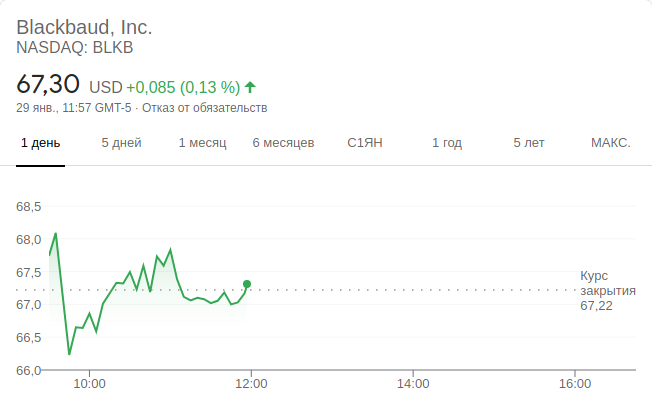 Blackbaud, Inc.
NASDAQ: BLKB
67,30 USD +0,085 (0,13 %)
29 янв., 11:57 GMT-5 · Отказ от обязательств
1 день 5 дней 1 месяц 6 месяцев С1ЯН 1 год 5 лет МАКС.
68,5
68,0
67,5
67,0
66,5
66,0
Курс
закрытия
67,22
10:00 12:00 14:00 16:00